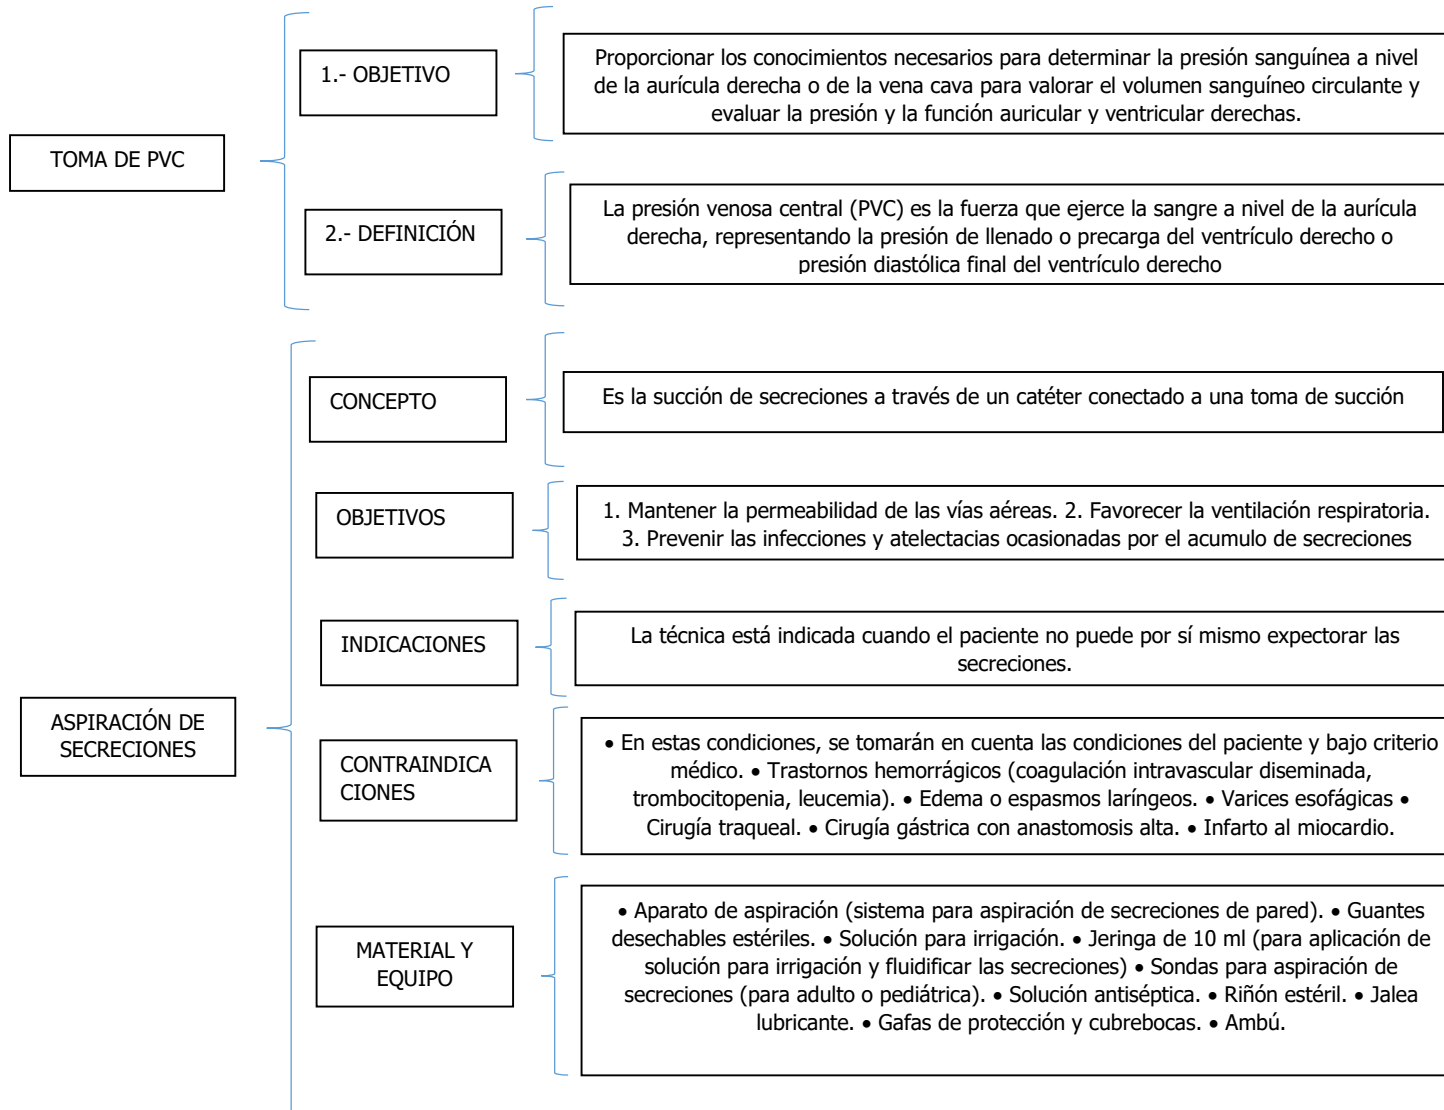 TOMA DE PVC
1.- OBJETIVO
Proporcionar los conocimientos necesarios para determinar la presión sanguínea a nivel
de la aurícula derecha o de la vena cava para valorar el volumen sanguíneo circulante y
evaluar la presión y la función auricular y ventricular derechas.
2.- DEFINICIÓN
La presión venosa central (PVC) es la fuerza que ejerce la sangre a nivel de la aurícula
derecha, representando la presión de llenado o precarga del ventrículo derecho o
presión diastólica final del ventrículo derecho
ASPIRACIÓN DE
SECRECIONES
CONCEPTO
Es la succión de secreciones a través de un catéter conectado a una toma de succión
OBJETIVOS
1. Mantener la permeabilidad de las vías aéreas. 2. Favorecer la ventilación respiratoria.
3. Prevenir las infecciones y atelectacias ocasionadas por el acumulo de secreciones
INDICACIONES
La técnica está indicada cuando el paciente no puede por sí mismo expectorar las
secreciones.
CONTRAINDICA
CIONES
• En estas condiciones, se tomarán en cuenta las condiciones del paciente y bajo criterio
médico. • Trastornos hemorrágicos (coagulación intravascular diseminada,
trombocitopenia, leucemia). • Edema o espasmos laríngeos. • Varices esofágicas •
Cirugía traqueal. • Cirugía gástrica con anastomosis alta. • Infarto al miocardio.
MATERIAL Y
EQUIPO
• Aparato de aspiración (sistema para aspiración de secreciones de pared). • Guantes
desechables estériles. • Solución para irrigación. • Jeringa de 10 ml (para aplicación de
solución para irrigación y fluidificar las secreciones) • Sondas para aspiración de
secreciones (para adulto o pediátrica). • Solución antiséptica. • Riñón estéril. • Jalea
lubricante. • Gafas de protección y cubrebocas. • Ambú.